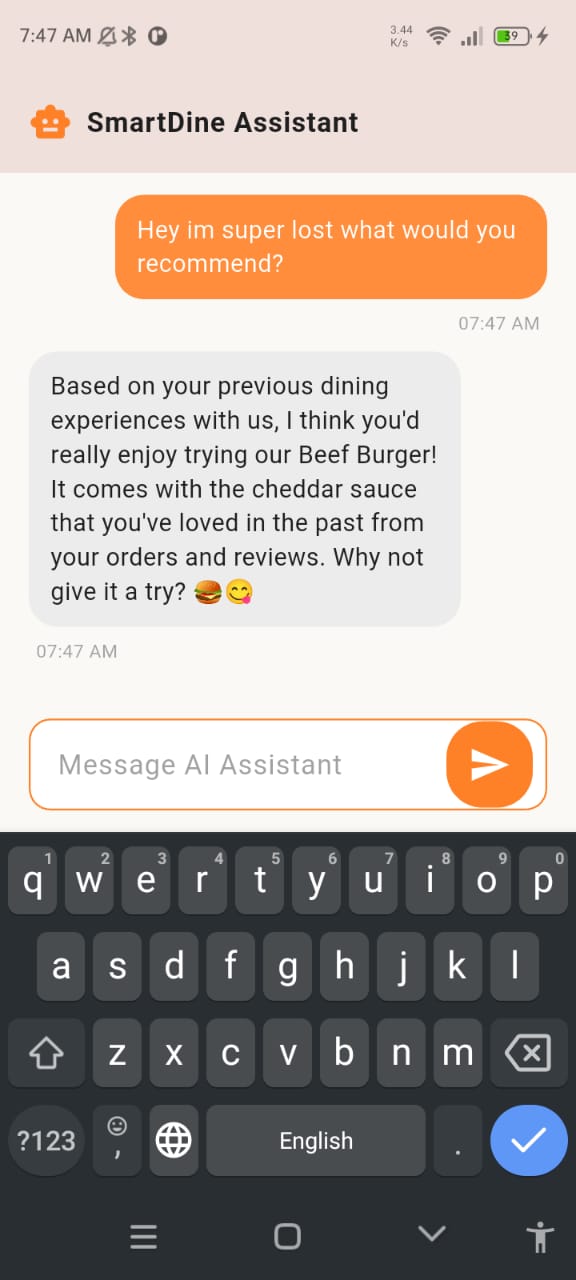 7:47 AM
3.44
K/s
39
SmartDine Assistant
Hey im super lost what would you
recommend?
07:47 AM
Based on your previous dining
experiences with us, I think you'd
really enjoy trying our Beef Burger!
It comes with the cheddar sauce
that you've loved in the past from
your orders and reviews. Why not
give it a try? 🍔😋
07:47 AM
Message AI Assistant
1 2 3 4 5 6 7 8 9 0
q w e r t y u i o p
a s d f g h j k l
z x c v b n m
?123 , English .